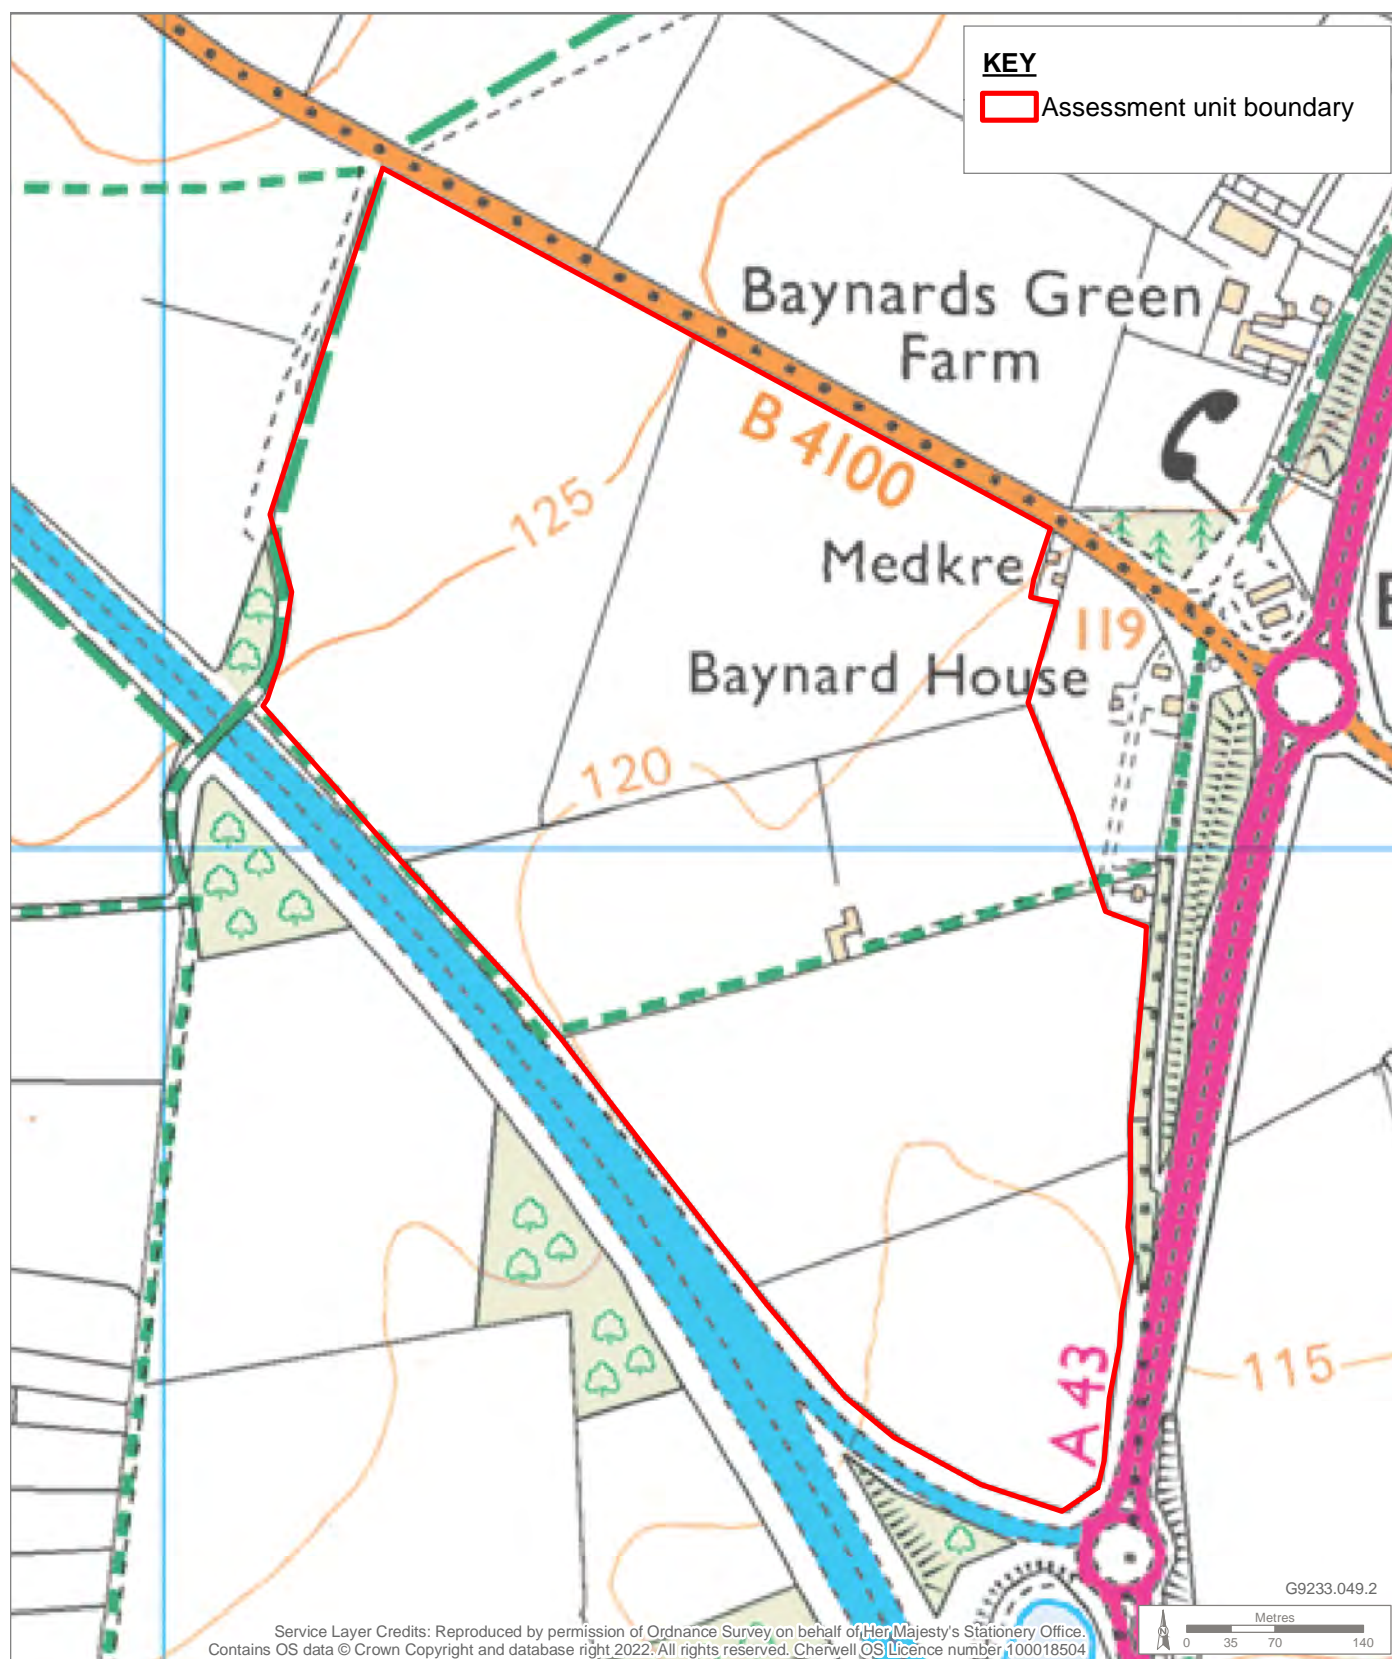 KEY
Assessment unit boundary
Baynards Green
Farm
B 4100
125
Medkre
119
Baynard House
120
A 43
115
G9233.049.2
Metres
0 35 70 140
N
Service Layer Credits: Reproduced by permission of Ordnance Survey on behalf of Her Majesty's Stationery Office.
Contains OS data © Crown Copyright and database right 2022. All rights reserved. Cherwell OS Licence number 100018504